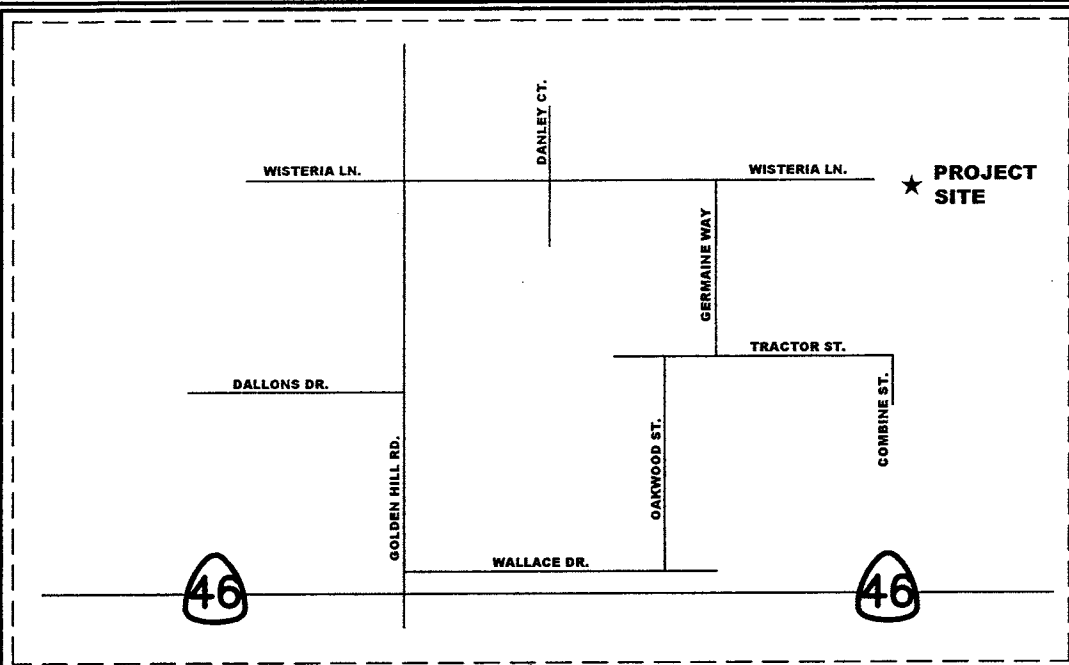 DANLEY CT.
WISTERIA LN.
WISTERIA LN.
PROJECT
SITE
GERMAINE WAY
TRACTOR ST.
DALLONS DR.
COMBINE ST.
GOLDEN HILL RD.
OAKWOOD ST.
WALLACE DR.
46
46